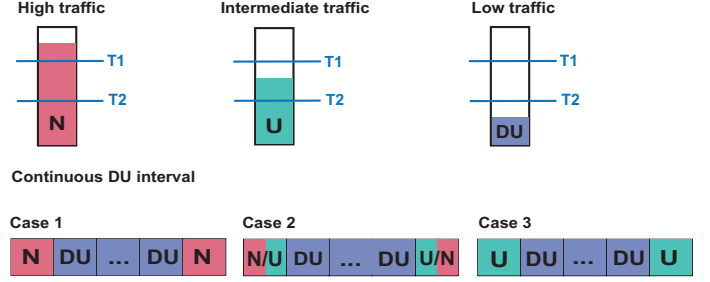 High traffic Intermediate traffic Low traffic
T1 T1 T1
T2 T2 T2
N U DU
Continuous DU interval
Case 1 Case 2 Case 3
N DU ... DU N N/U DU ... DU U/N U DU ... DU U